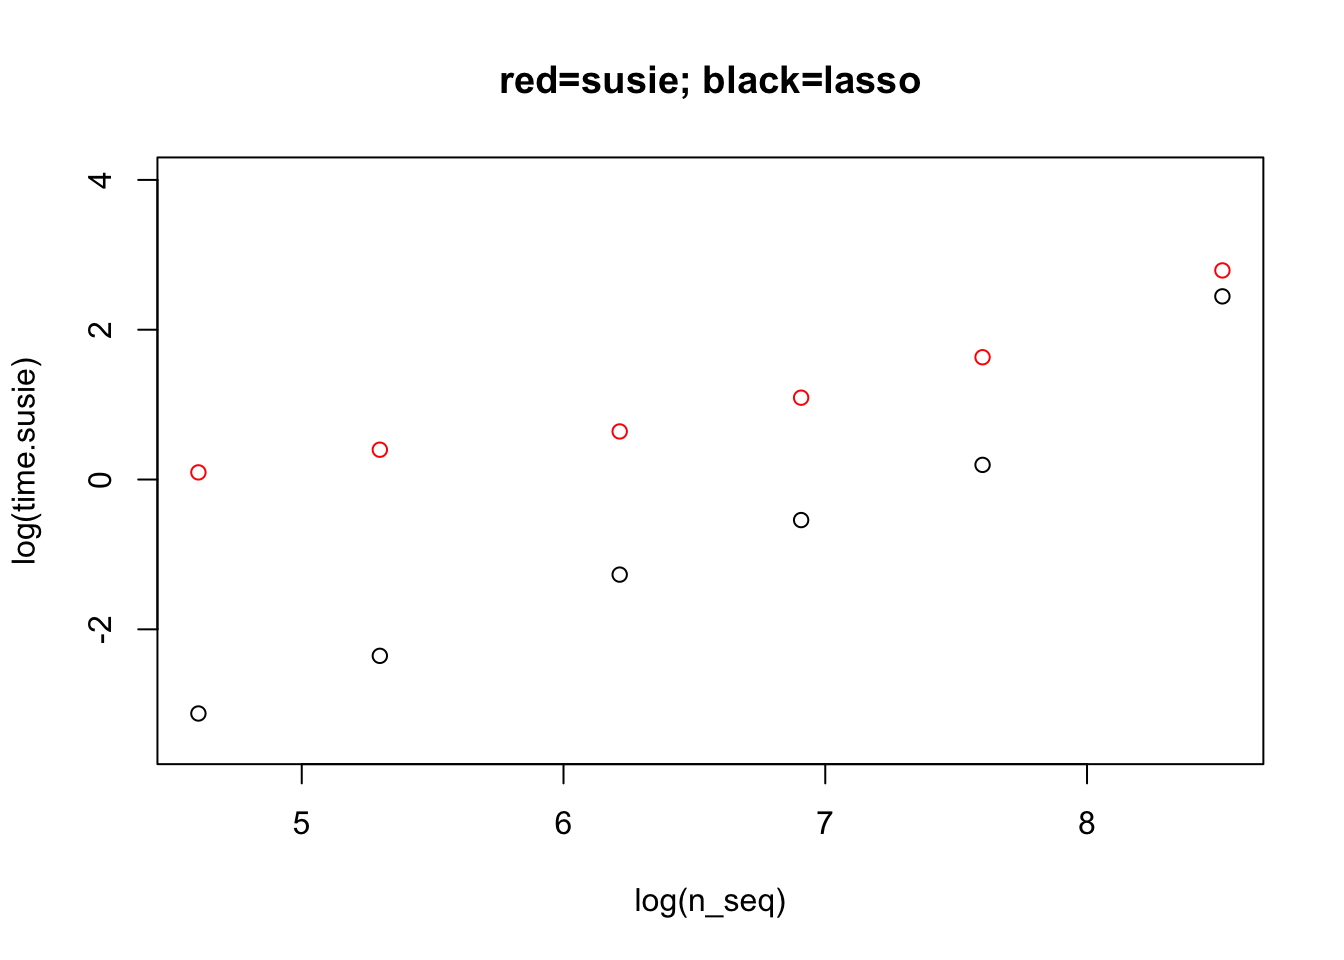 red=susie; black=lasso
4
2
0
-2
log(time.susie)
5 6 7 8
log(n_seq)